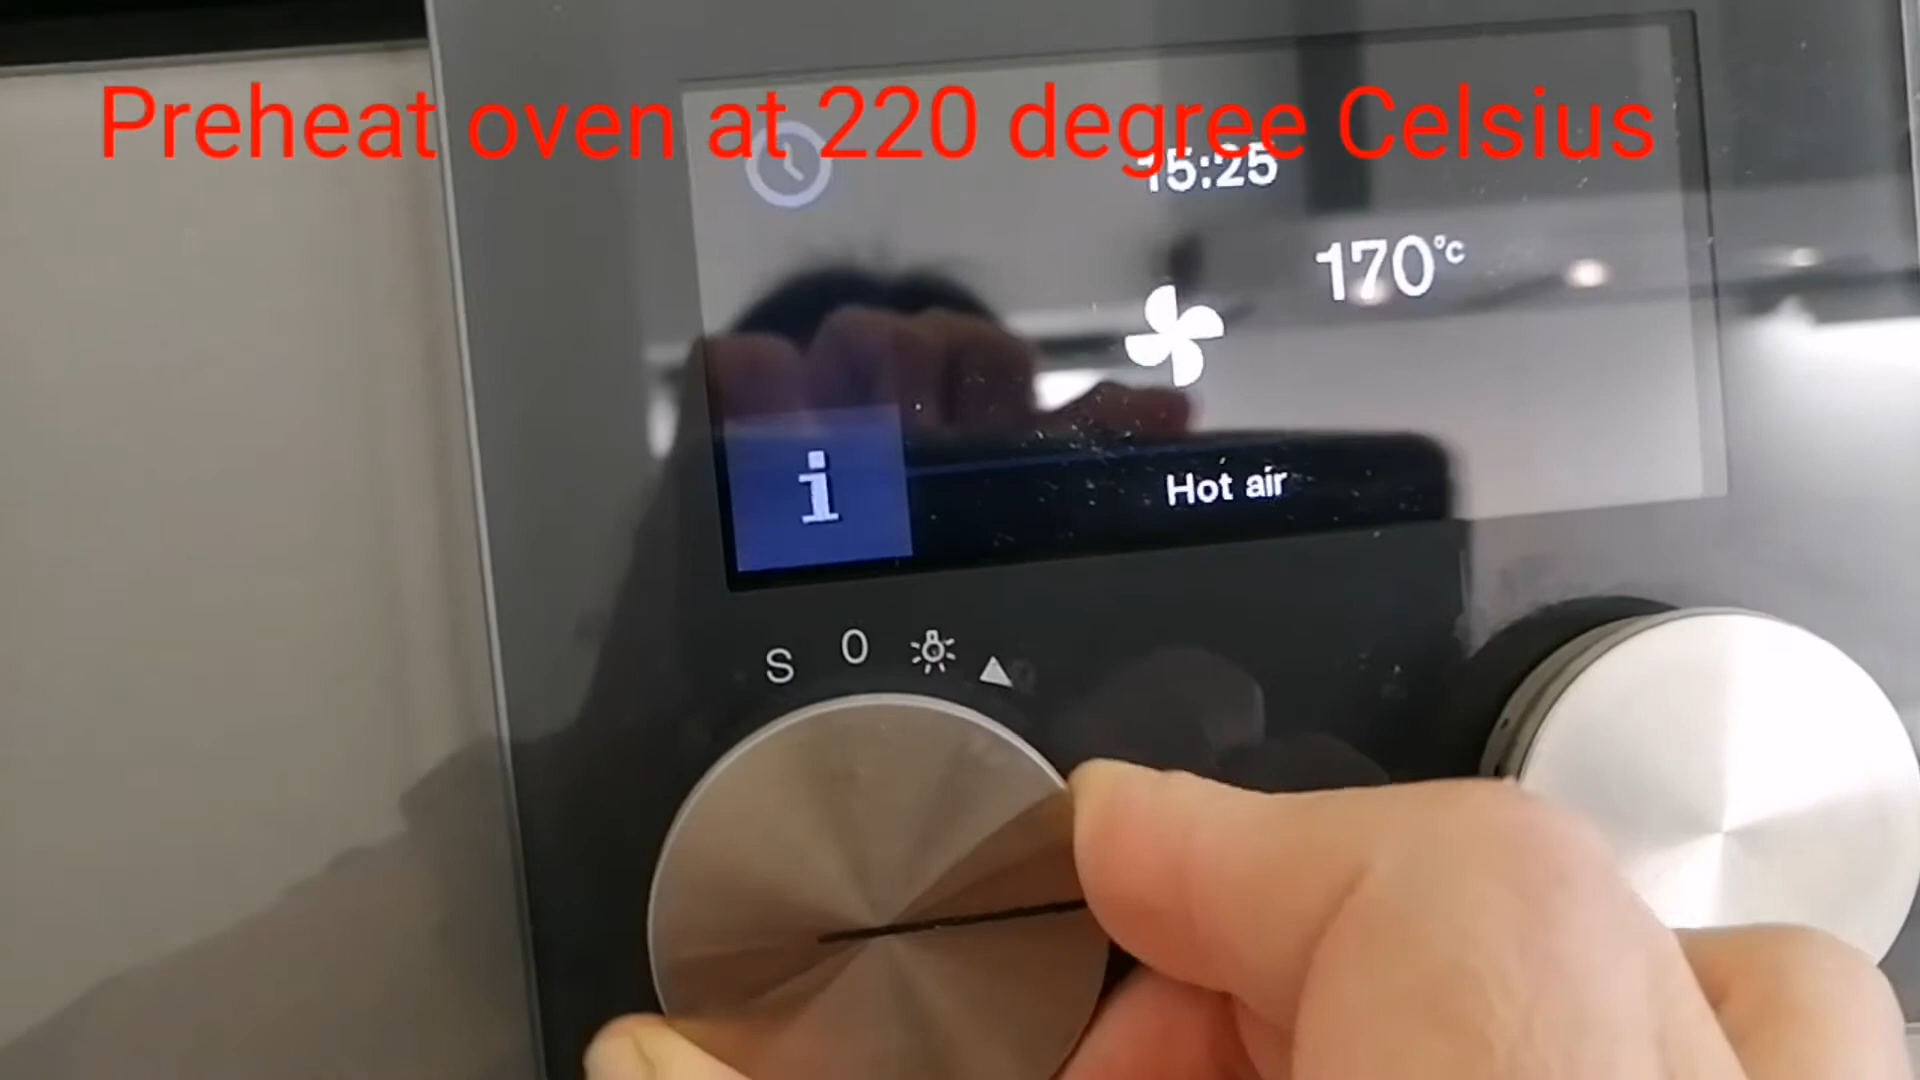 Preheat oven at 220 degree Celsius
15:25
170°C
i
Hot air
S 0